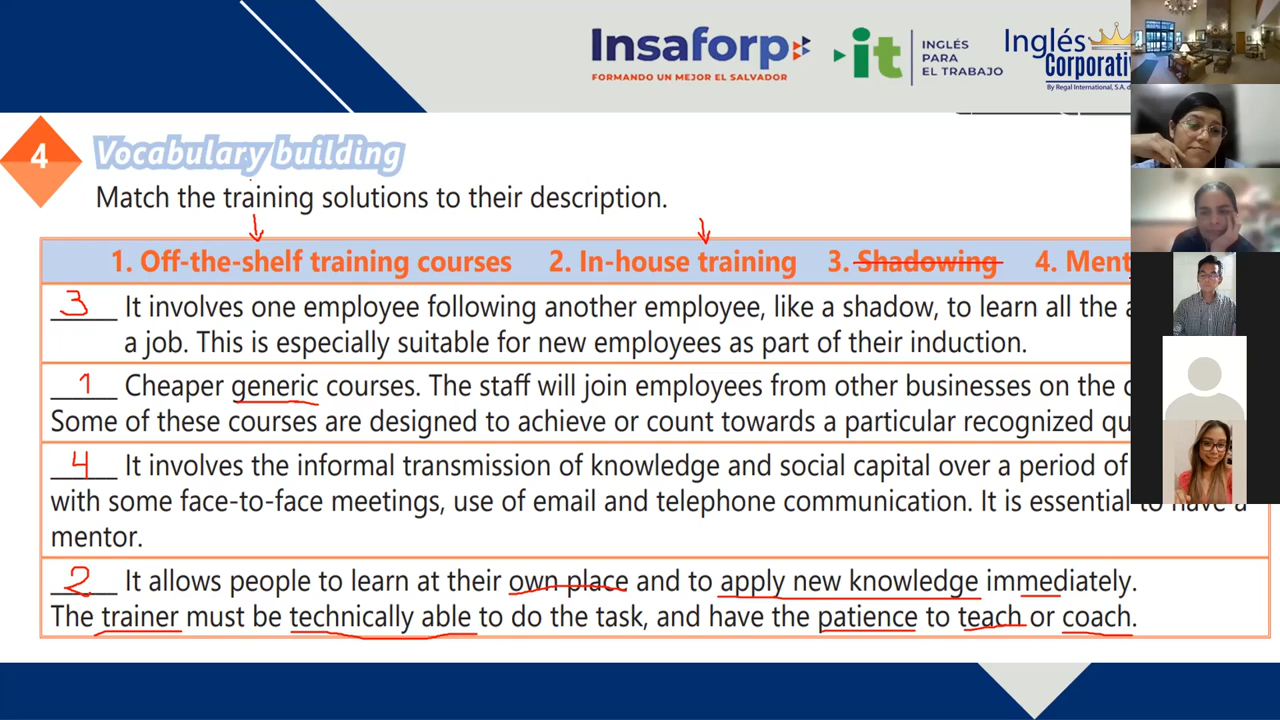 Insaforp
FORMANDO UN MEJOR EL SALVADOR
it
INGLÉS
PARA
EL TRABAJO
Inglés
Corporativ
By Regal International, S.A. d
4
Vocabulary building
Match the training solutions to their description.
1. Off-the-shelf training courses 2. In-house training 3. Shadowing 4. Ment
3 It involves one employee following another employee, like a shadow, to learn all the a
a job. This is especially suitable for new employees as part of their induction.
1 Cheaper generic courses. The staff will join employees from other businesses on the
Some of these courses are designed to achieve or count towards a particular recognized qu
4 It involves the informal transmission of knowledge and social capital over a period of
with some face-to-face meetings, use of email and telephone communication. It is essential to have a
mentor.
2 It allows people to learn at their own place and to apply new knowledge immediately.
The trainer must be technically able to do the task, and have the patience to teach or coach.